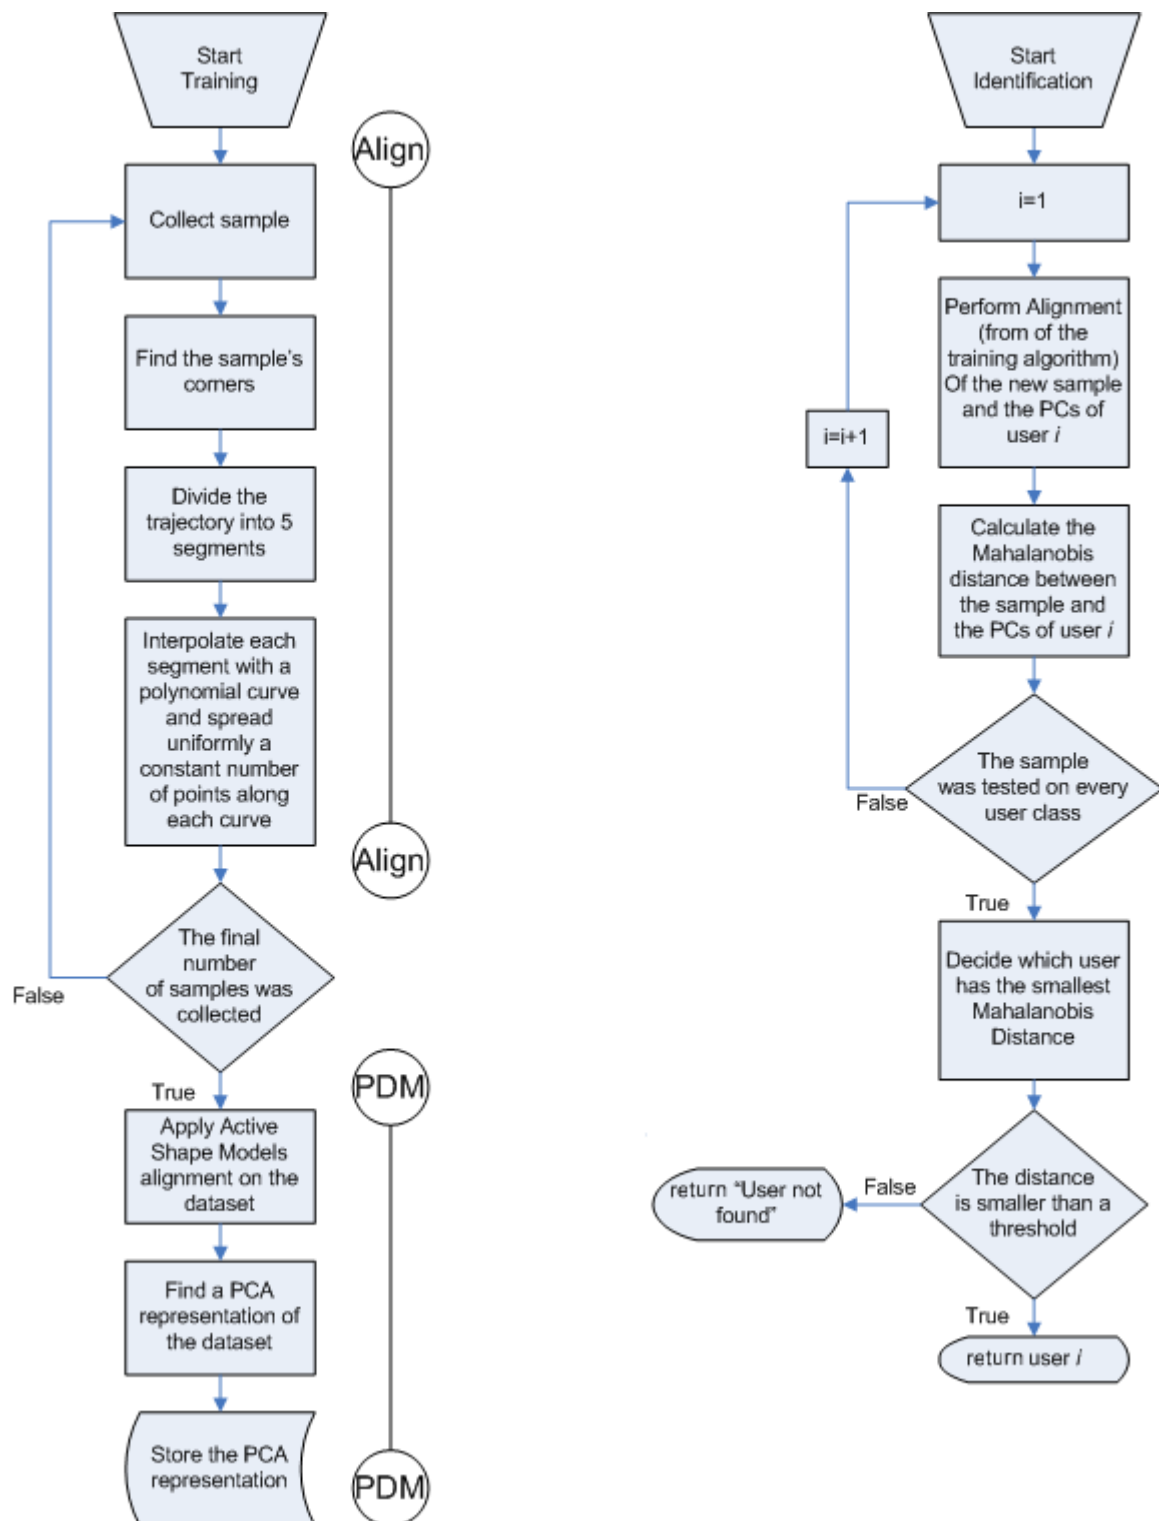 Start
Training
Collect sample
Find the sample's
corners
Divide the
trajectory into 5
segments
Interpolate each
segment with a
polynomial curve
and spread
uniformly a
constant number
of points along
each curve
The final
number
of samples was
collected
False
True
Apply Active
Shape Models
alignment on the
dataset
Find a PCA
representation of
the dataset
Store the PCA
representation
Align
Align
PDM
PDM
Start
Identification
i=1
Perform Alignment
(from of the
training algorithm)
Of the new sample
and the PCs of
user i
i=i+1
Calculate the
Mahalanobis
distance between
the sample and
the PCs of user i
The sample
was tested on every
user class
False
True
Decide which user
has the smallest
Mahalanobis
Distance
The distance
is smaller than a
threshold
False
return "User not
found"
True
return user i